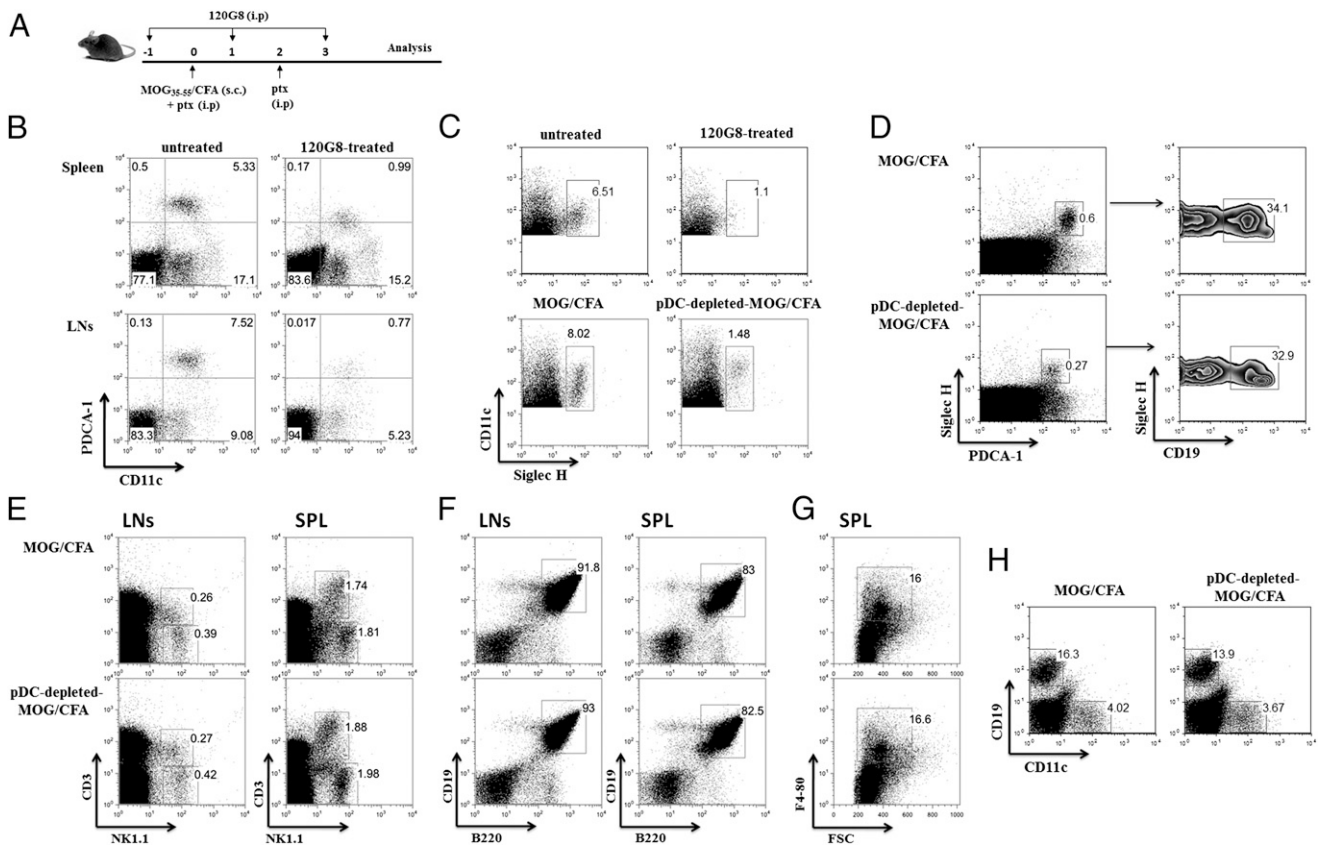 A
120G8 (i.p)
-1 0 1 2 3 Analysis
MOG35-55/CFA (s.c.)
+ ptx (i.p)
ptx
(i.p)
B
untreated 120G8-treated
Spleen
0.5 5.33
77.1 17.1
0.17 0.99
83.6 15.2
LNs
0.13 7.52
83.3 9.08
0.017 0.77
94 5.23
PDCA-1
CD11c
C
untreated 120G8-treated
6.51
1.1
MOG/CFA pDC-depleted-MOG/CFA
8.02
1.48
CD11c
Siglec H
D
MOG/CFA
0.6
34.1
pDC-depleted-
MOG/CFA
0.27
32.9
Siglec H
PDCA-1
Siglec H
CD19
E
LNs SPL
MOG/CFA
0.26
0.39
1.74
1.81
pDC-depleted-
MOG/CFA
0.27
0.42
1.88
1.98
CD3
NK1.1
CD3
NK1.1
F
LNs SPL
91.8
83
93
82.5
CD19
B220
CD19
B220
G
SPL
16
16.6
F4-80
FSC
0 200 400 600 800 1000
H
MOG/CFA
pDC-depleted-
MOG/CFA
16.3
4.02
13.9
3.67
CD19
CD11c